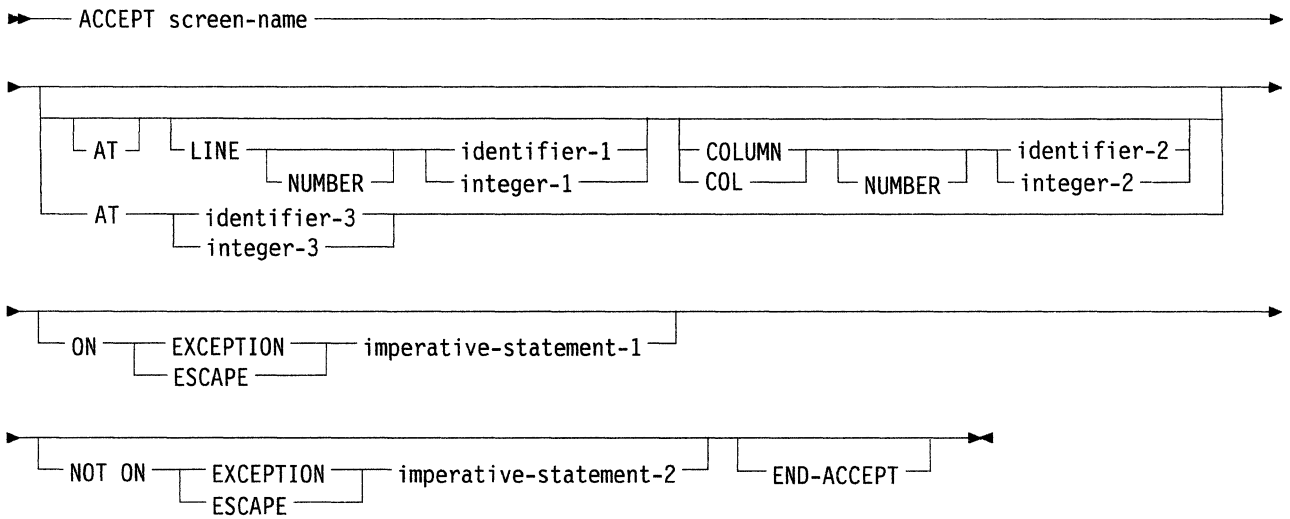 ACCEPT screen-name
AT LINE identifier-1 COLUMN identifier-2
NUMBER integer-1 COL NUMBER integer-2
AT identifier-3
integer-3
ON EXCEPTION imperative-statement-1
ESCAPE
NOT ON EXCEPTION imperative-statement-2 END-ACCEPT
ESCAPE